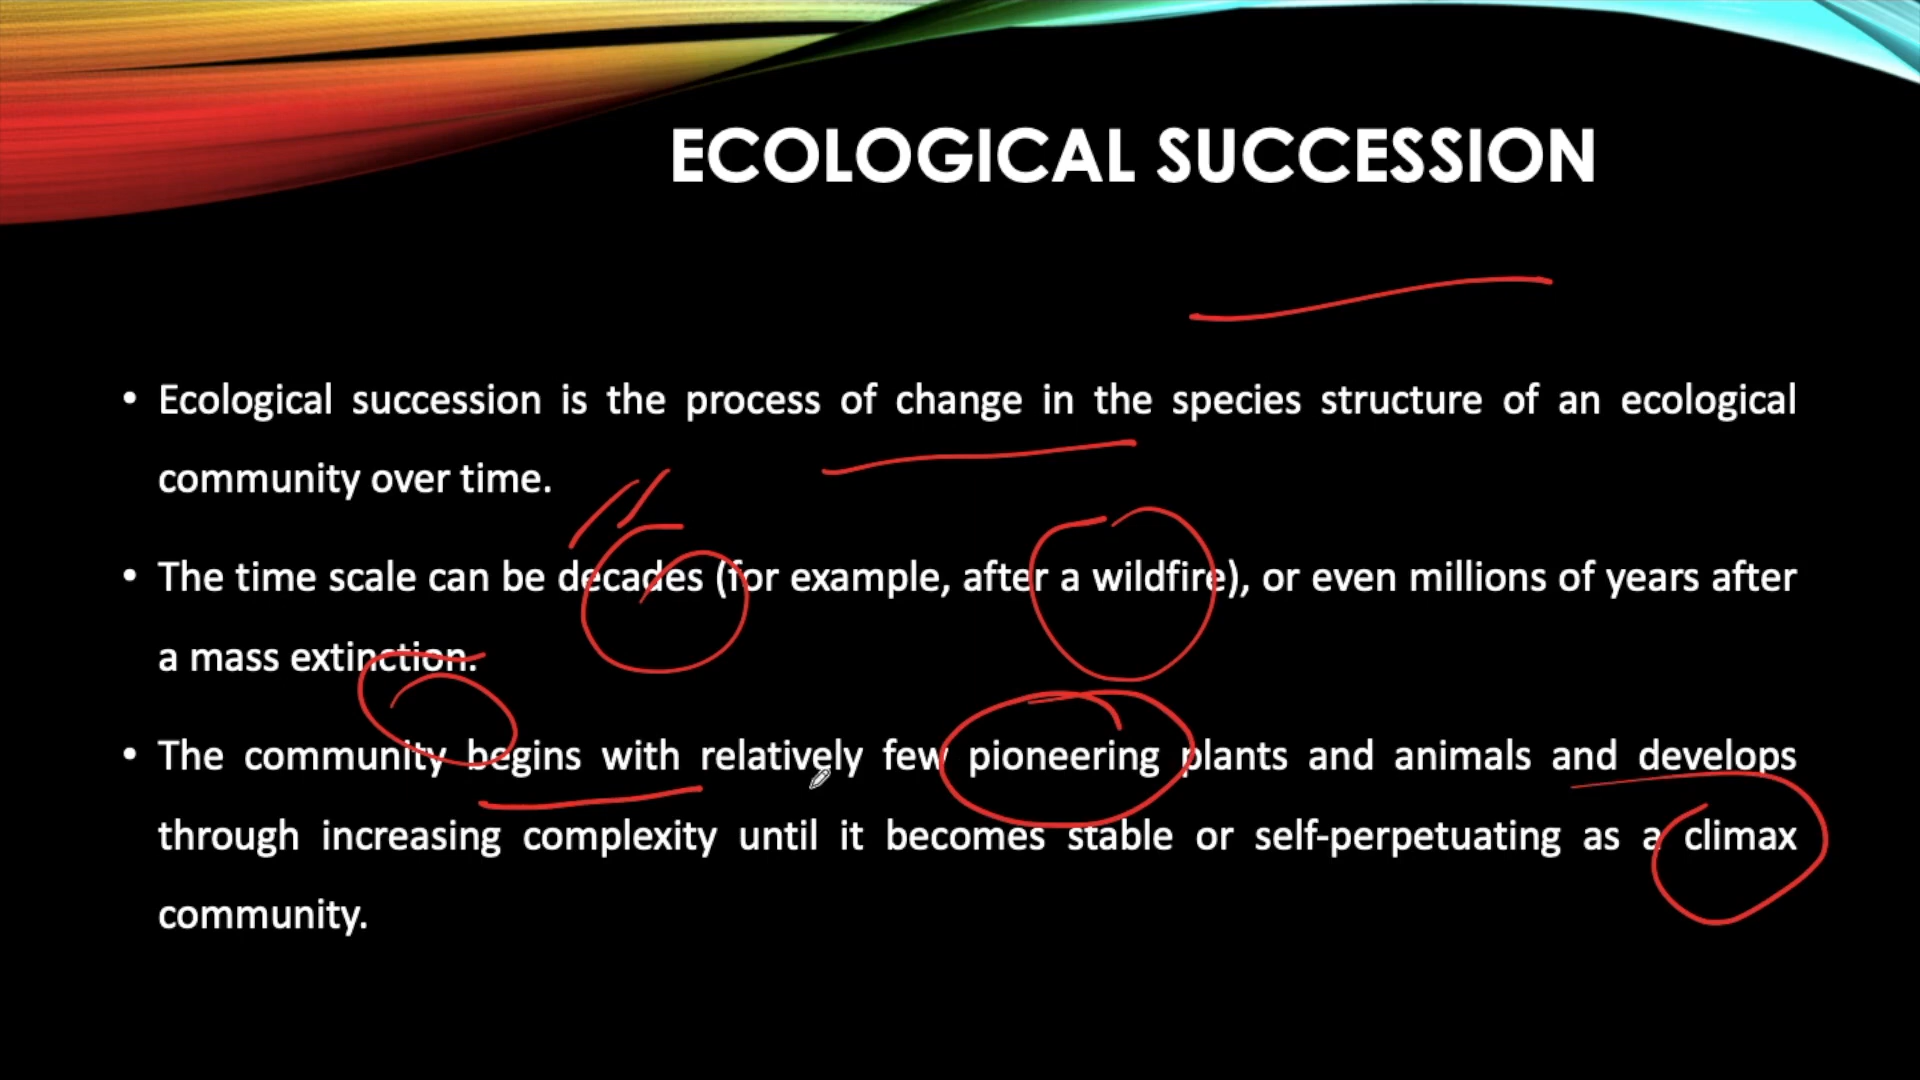 ECOLOGICAL SUCCESSION
• Ecological succession is the process of change in the species structure of an ecological
community over time.
• The time scale can be decades (for example, after a wildfire), or even millions of years after
a mass extinction.
• The community begins with relatively few pioneering plants and animals and develops
through increasing complexity until it becomes stable or self-perpetuating as a climax
community.